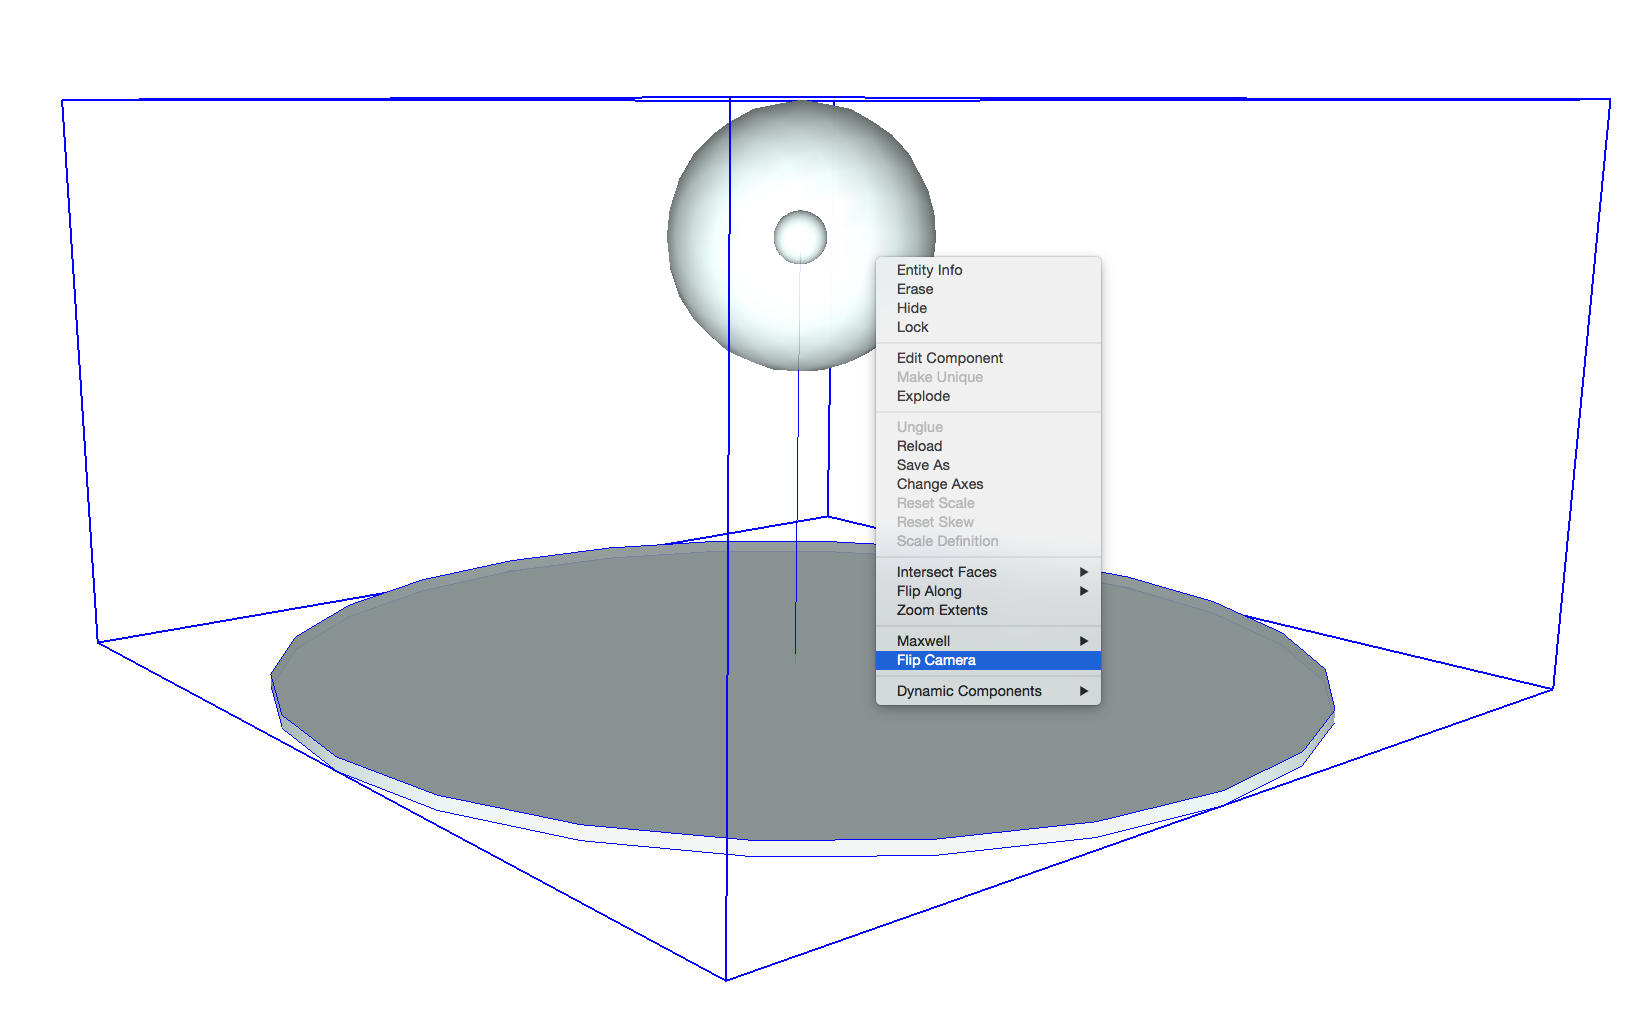 Entity Info
Erase
Hide
Lock
Edit Component
Make Unique
Explode
Unglue
Reload
Save As
Change Axes
Reset Scale
Reset Skew
Scale Definition
Intersect Faces
Flip Along
Zoom Extents
Maxwell
Flip Camera
Dynamic Components